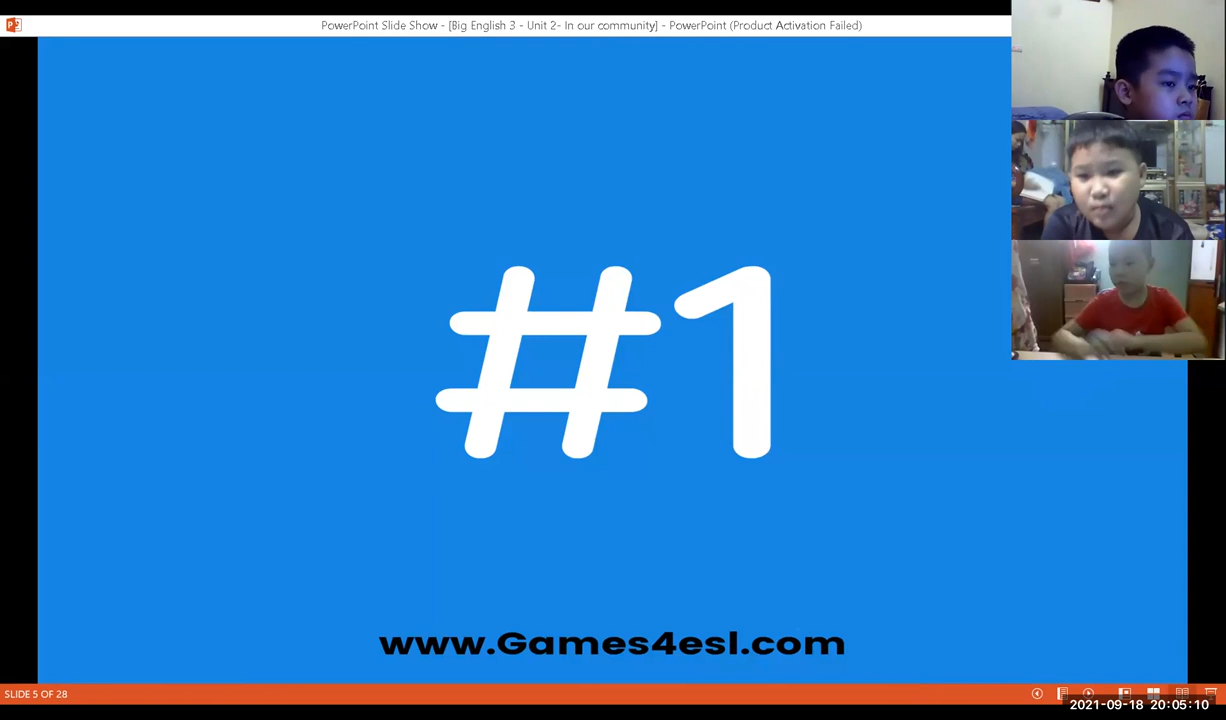 PowerPoint Slide Show - [Big English 3 - Unit 2- In our community] - PowerPoint (Product Activation Failed)
#1
www.Games4esl.com
SLIDE 5 OF 28
2021-09-18 20:05:10